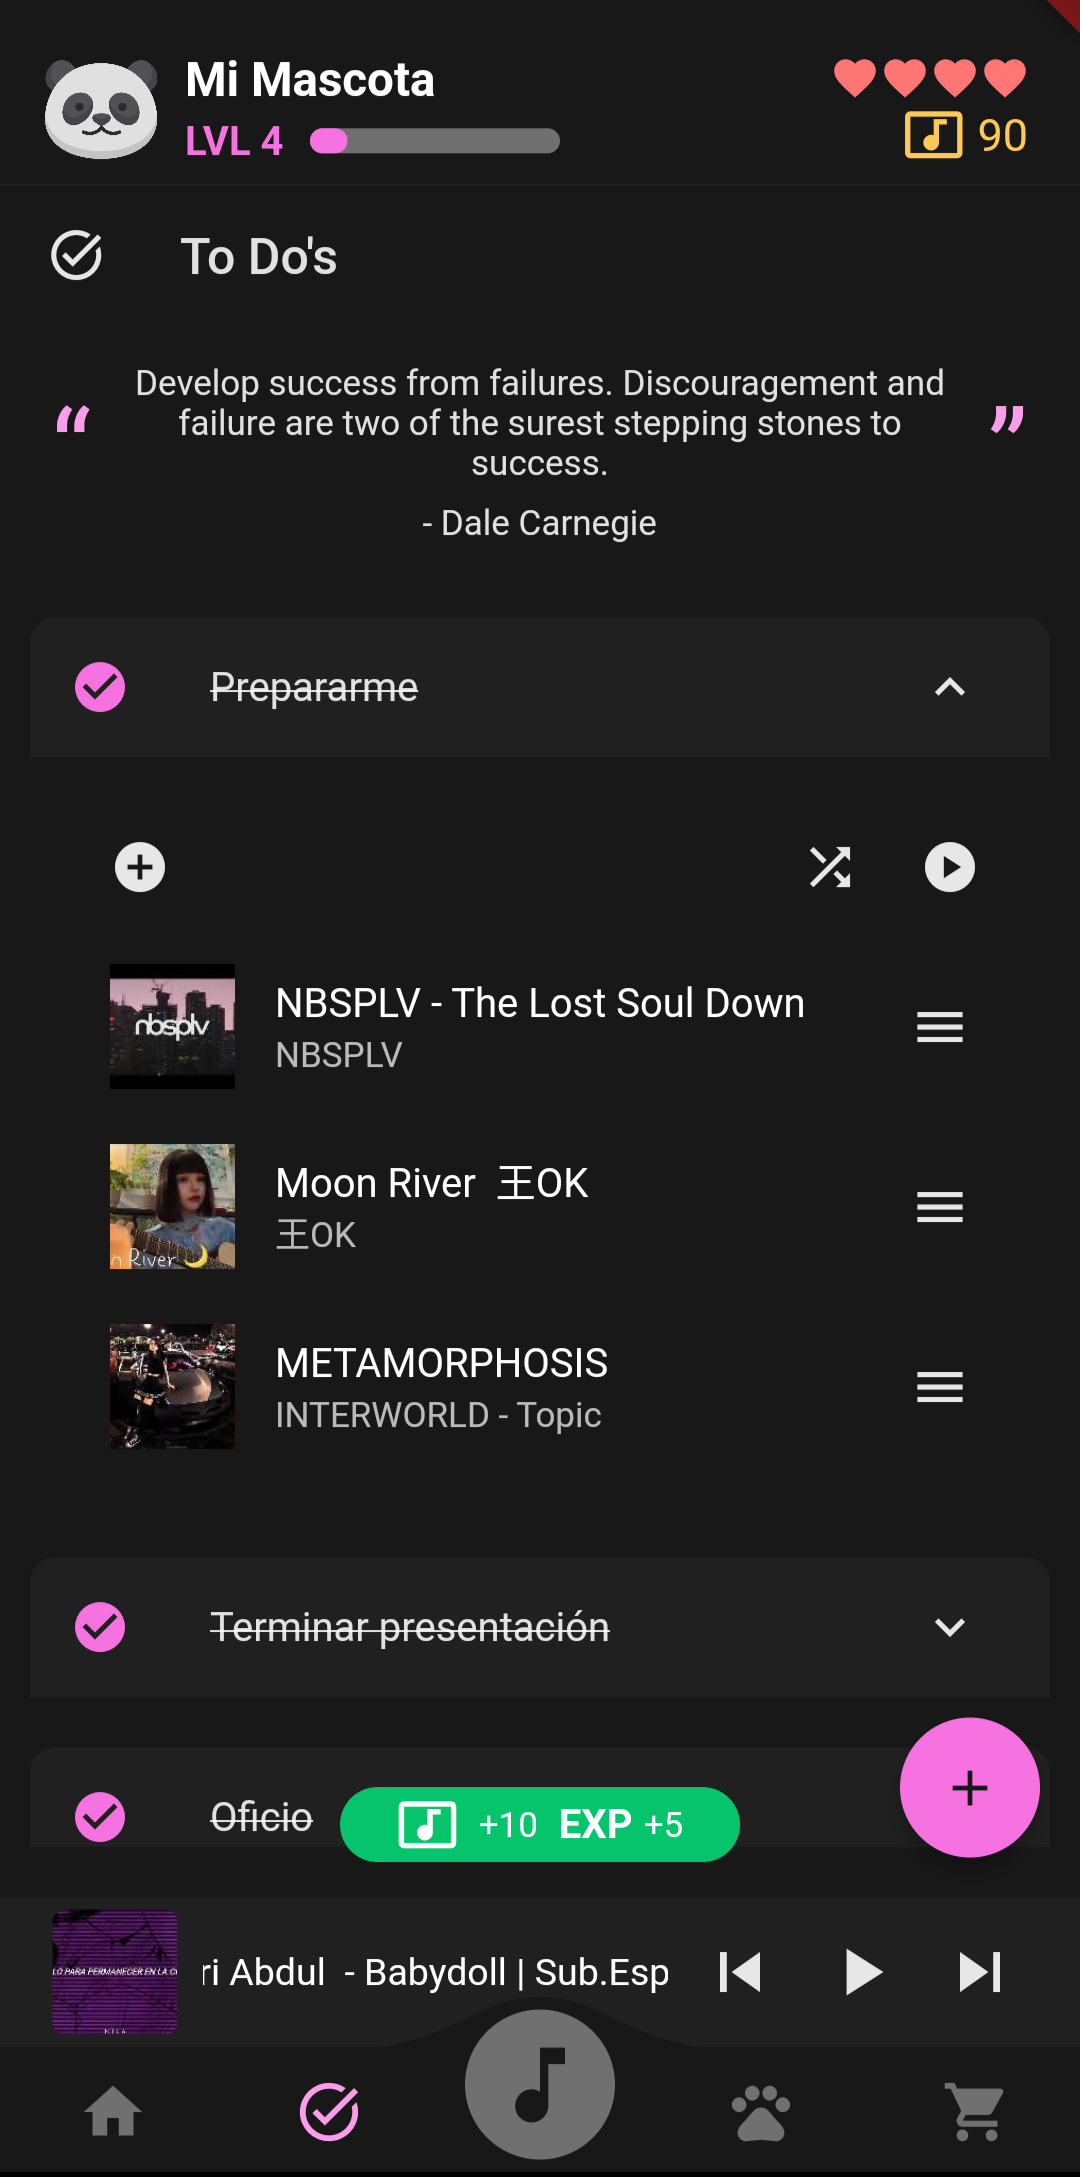 Mi Mascota
LVL 4
90
To Do's
“ Develop success from failures. Discouragement and ”
failure are two of the surest stepping stones to
success.
- Dale Carnegie
Prepararme
nbsplv
NBSPLV - The Lost Soul Down
NBSPLV
n River
Moon River 王OK
王OK
METAMORPHOSIS
INTERWORLD - Topic
Terminar presentación
Oficio
+10 EXP +5
LO PARA PERMANECER EN LA
ri Abdul - Babydoll | Sub.Esp